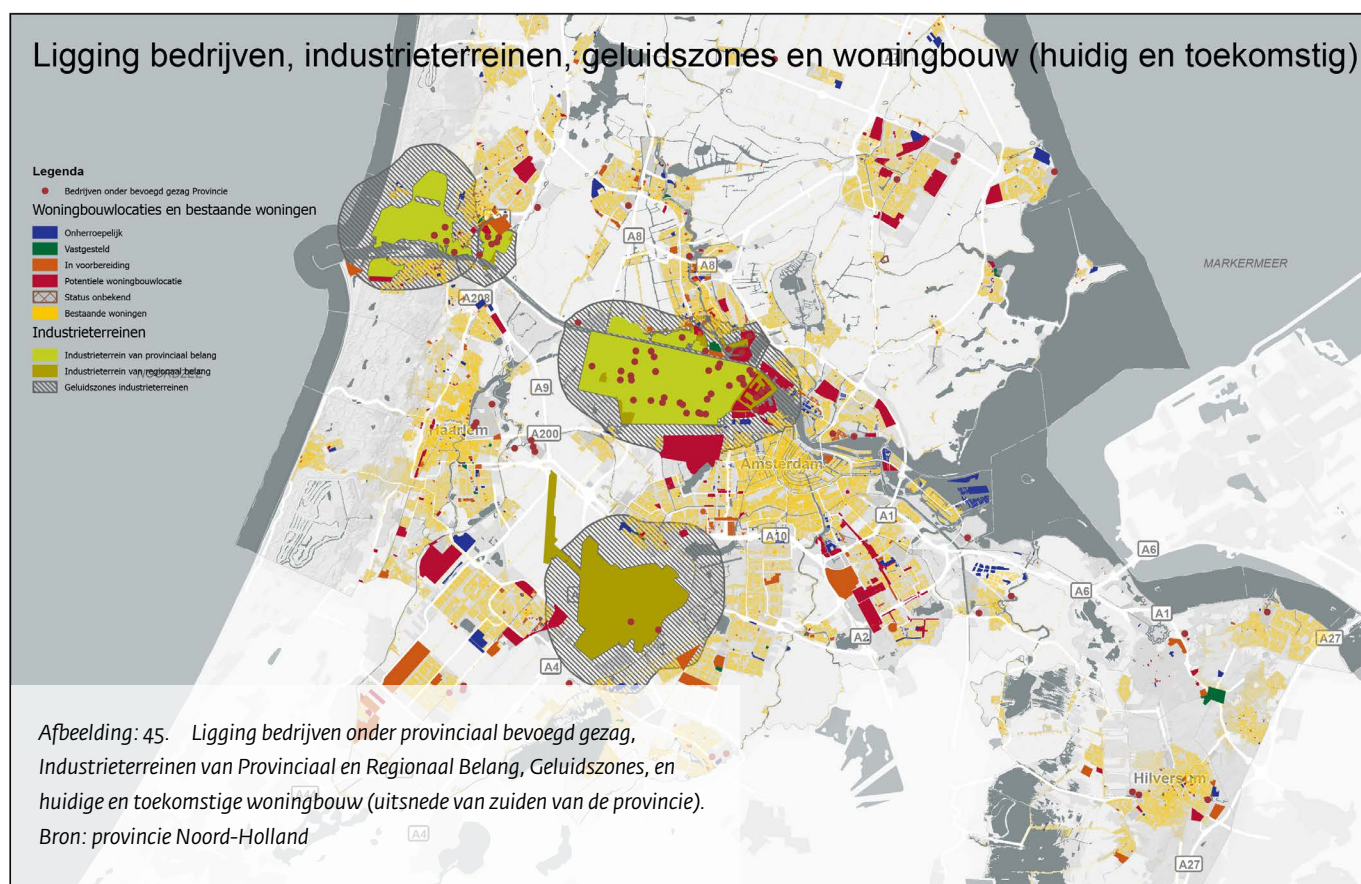 Ligging bedrijven, industrieterreinen, geluidszones en woningbouw (huidig en toekomstig)
Legenda
Bedrijven onder bevoegd gezag Provincie
Woningbouwlocaties en bestaande woningen
Onherroepelijk
Vastgesteld
In voorbereiding
Potentiele woningbouwlocatie
Status onbekend
Bestaande woningen
Industrieterreinen
Industrieterrein van provinciaal belang
Industrieterrein van regionaal belang
Geluidszones industrieterreinen
A8
A8
MARKERMEER
A208
A9
A200
Haarlem
Amsterdam
A10
A1
A6
A6
A1
A2
A27
A4
Hilversum
A4
A27
Afbeelding: 45. Ligging bedrijven onder provinciaal bevoegd gezag,
Industrieterreinen van Provinciaal en Regionaal Belang, Geluidszones, en
huidige en toekomstige woningbouw (uitsnede van zuiden van de provincie).
Bron: provincie Noord-Holland